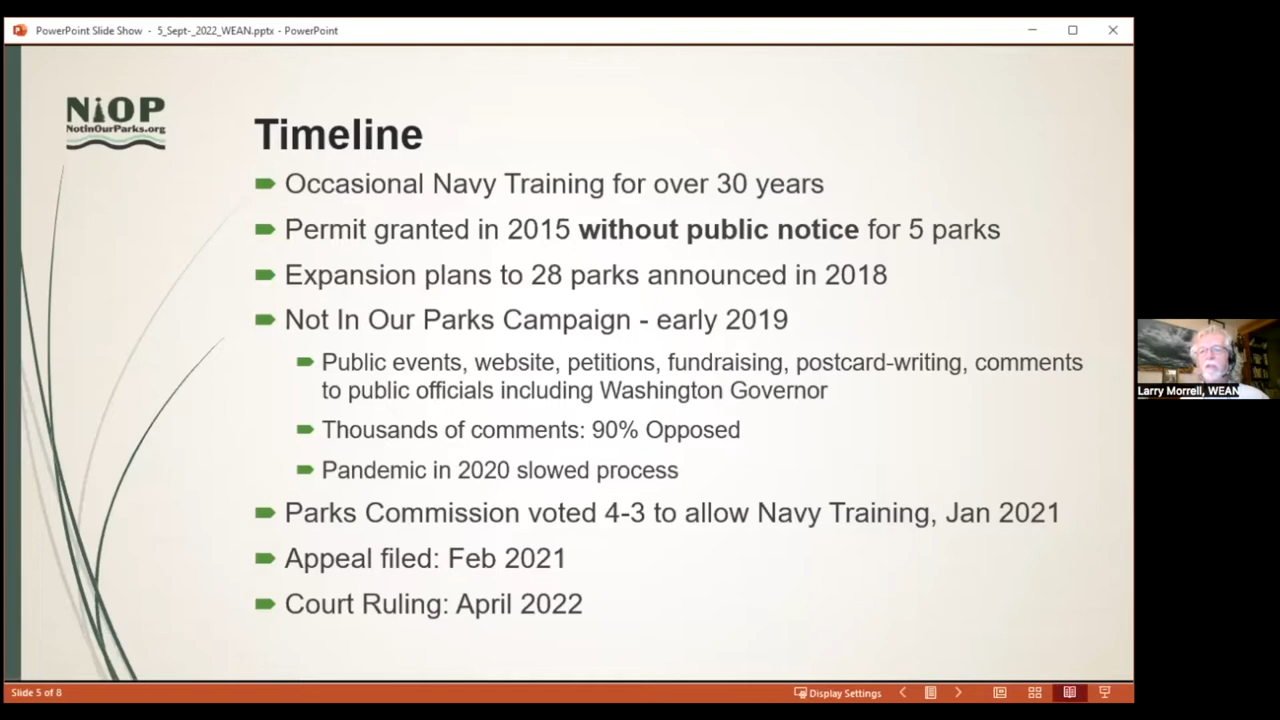 PowerPoint Slide Show - 5_Sept-_2022_WEAN.pptx - PowerPoint
NiOP
NotInOurParks.org
Timeline
Occasional Navy Training for over 30 years
Permit granted in 2015 without public notice for 5 parks
Expansion plans to 28 parks announced in 2018
Not In Our Parks Campaign - early 2019
Public events, website, petitions, fundraising, postcard-writing, comments
to public officials including Washington Governor
Thousands of comments: 90% Opposed
Pandemic in 2020 slowed process
Parks Commission voted 4-3 to allow Navy Training, Jan 2021
Appeal filed: Feb 2021
Court Ruling: April 2022
Larry Morrell, WEAN
Slide 5 of 8
Display Settings